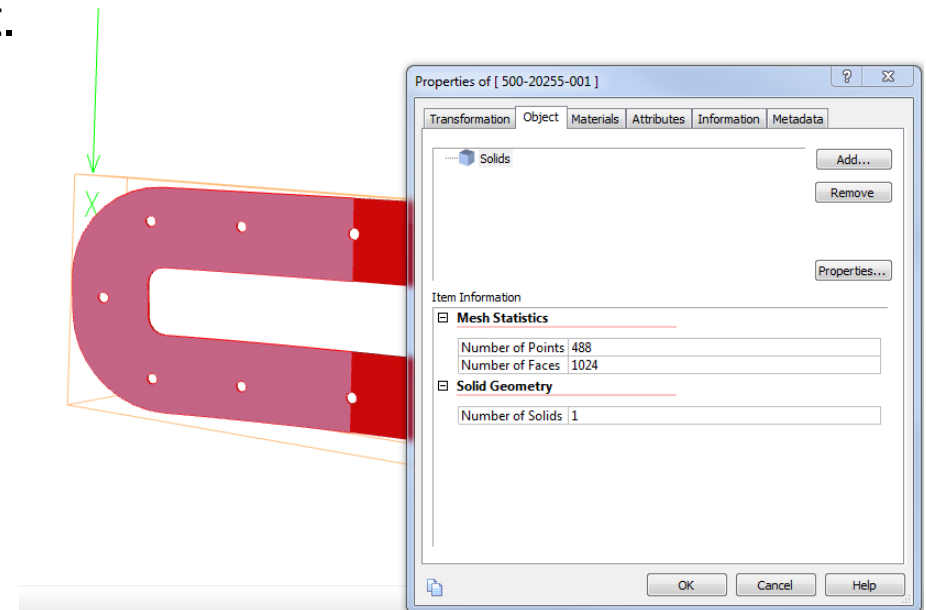 Properties of [ 500-20255-001 ]
Transformation Object Materials Attributes Information Metadata
Solids
Add...
Remove
Properties...
Item Information
Mesh Statistics
Number of Points 488
Number of Faces 1024
Solid Geometry
Number of Solids 1
OK Cancel Help
X